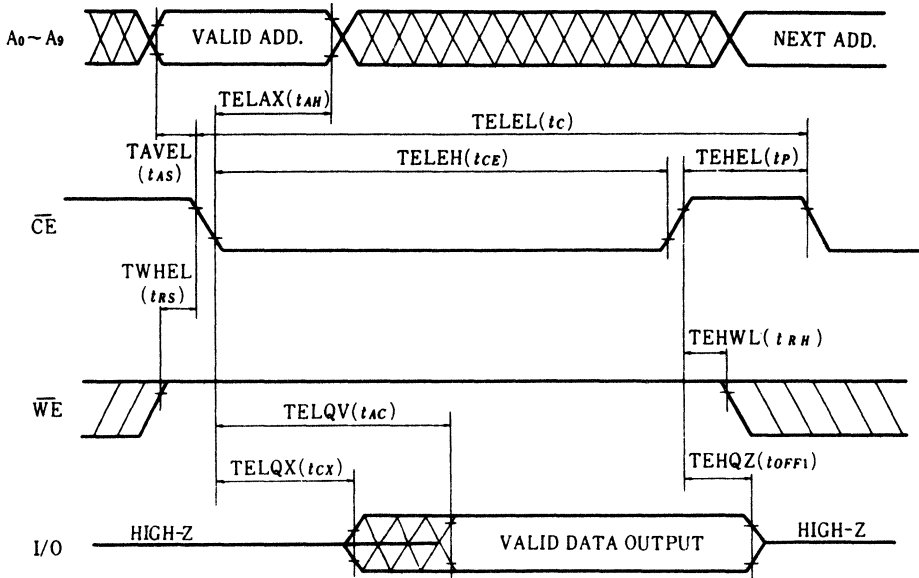 A0~A9 VALID ADD. NEXT ADD.
TELAX(tAH)
TELEL(tC)
TAVEL
(tAS)
TELEH(tCE) TEHEL(tP)
CE
TWHEL
(tRS)
TEHWL(tRH)
WE
TELQV(tAC)
TELQX(tCX) TEHQZ(tOFF1)
I/O HIGH-Z VALID DATA OUTPUT HIGH-Z